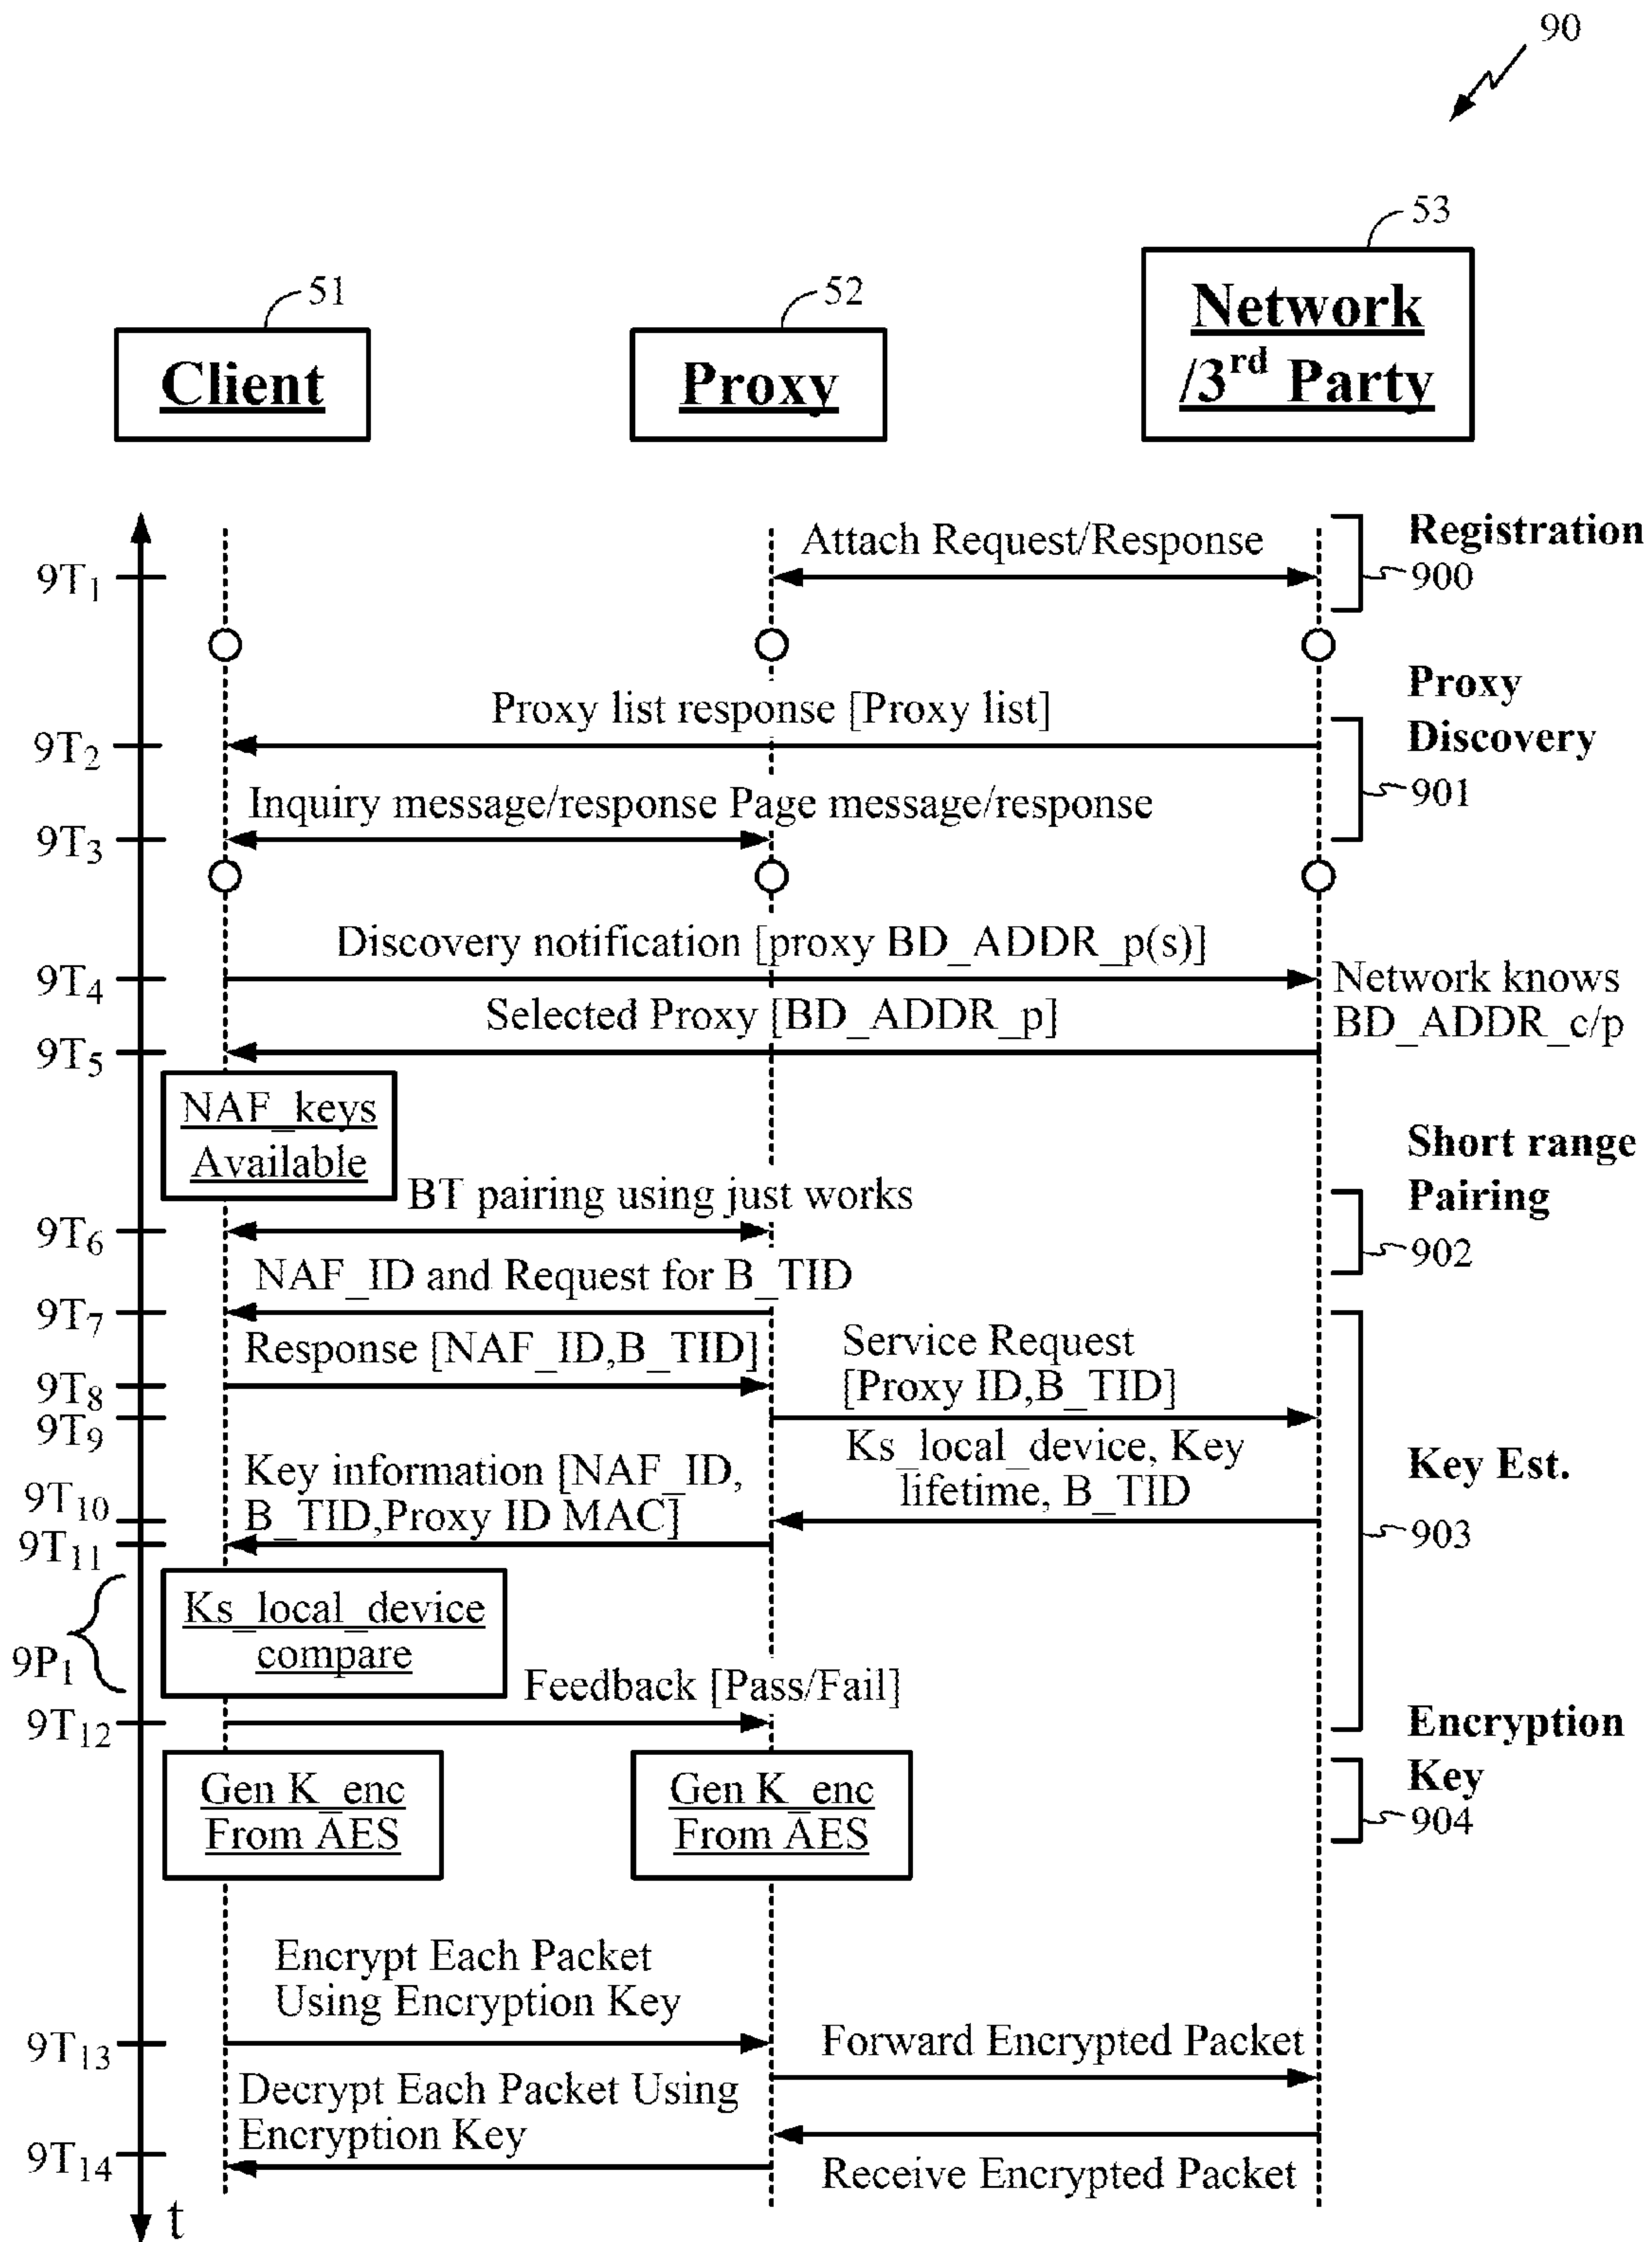 90
53
51
52
Network
/3rd Party
Client
Proxy
Attach Request/Response
Registration
900
9T1
Proxy list response [Proxy list]
Proxy
Discovery
901
9T2
Inquiry message/response Page message/response
9T3
Discovery notification [proxy BD_ADDR_p(s)]
9T4
Network knows
BD_ADDR_c/p
Selected Proxy [BD_ADDR_p]
9T5
NAF_keys
Available
Short range
Pairing
902
BT pairing using just works
9T6
NAF_ID and Request for B_TID
9T7
Response [NAF_ID,B_TID]
9T8
Service Request
[Proxy ID,B_TID]
9T9
Ks_local_device, Key
lifetime, B_TID
Key Est.
903
9T10
Key information [NAF_ID,
B_TID,Proxy ID MAC]
9T11
Ks_local_device
compare
9P1
Feedback [Pass/Fail]
9T12
Encryption
Key
904
Gen K_enc
From AES
Gen K_enc
From AES
Encrypt Each Packet
Using Encryption Key
9T13
Forward Encrypted Packet
Decrypt Each Packet Using
Encryption Key
9T14
Receive Encrypted Packet
t